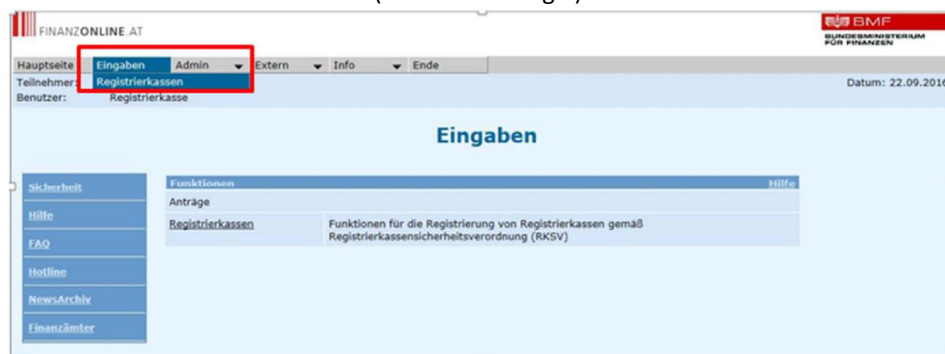 FINANZONLINE.AT
BMF
BUNDESMINISTERIUM
FÜR FINANZEN
Hauptseite Eingaben Admin Extern Info Ende
Teilnehmer: Registrierkassen Datum: 22.09.2016
Benutzer: Registrierkasse
Eingaben
Sicherheit
Hilfe
FAQ
Hotline
NewsArchiv
Finanzämter
Funktionen Hilfe
Anträge
Registrierkassen Funktionen für die Registrierung von Registrierkassen gemäß
Registrierkassensicherheitsverordnung (RKSV)